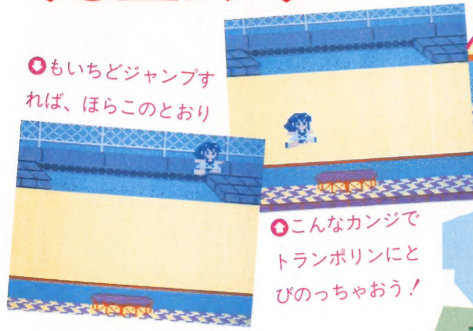 もいちどジャンプす
れば、ほらこのとおり
こんなカンジで
トランポリンにと
びのっちゃおう！